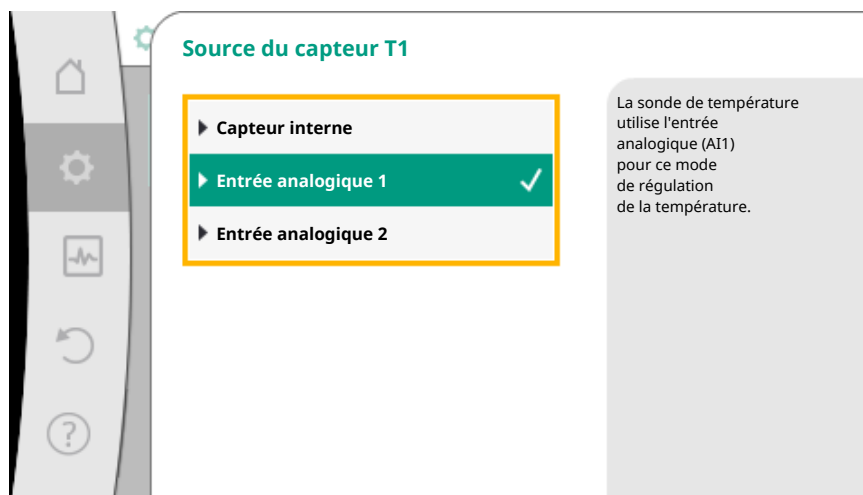 Source du capteur T1
Capteur interne
Entrée analogique 1
Entrée analogique 2
La sonde de température
utilise l'entrée
analogique (AI1)
pour ce mode
de régulation
de la température.
?